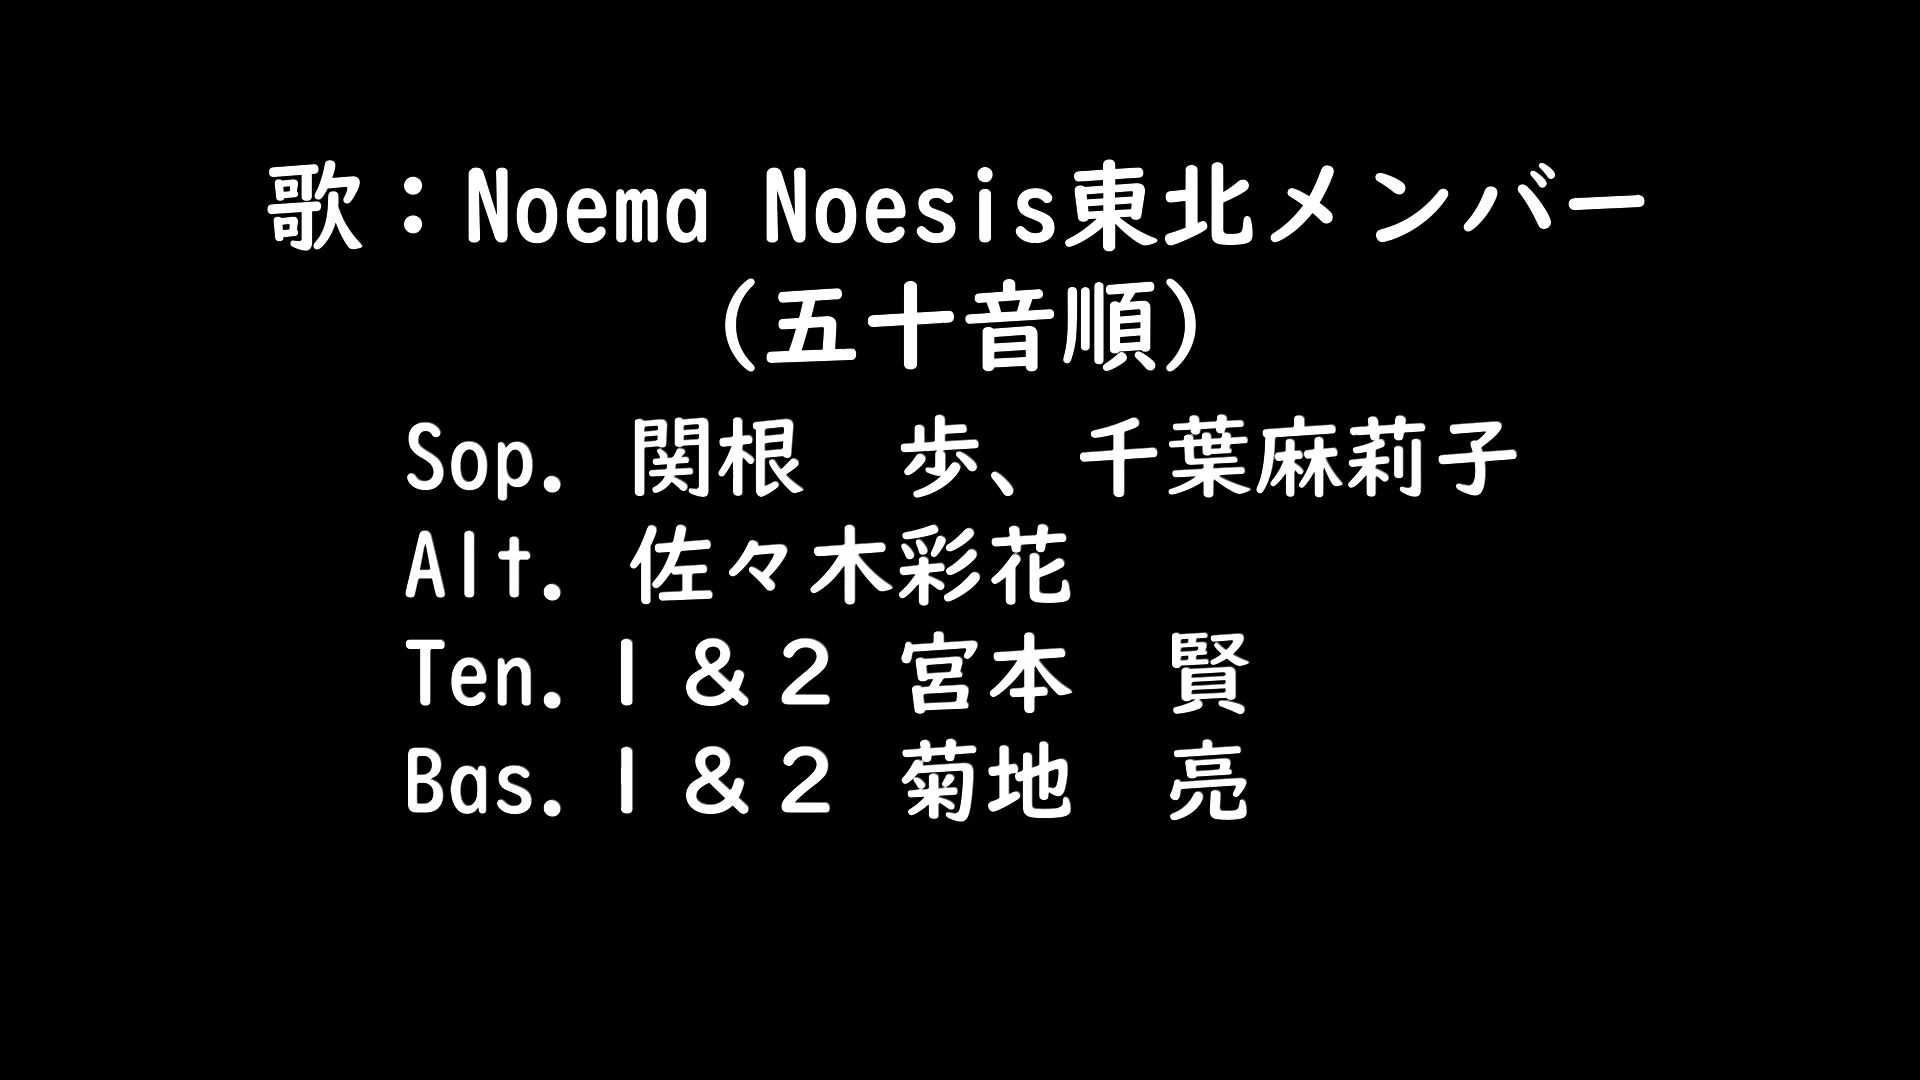 歌：Noema Noesis東北メンバー
（五十音順）
Sop. 関根　歩、千葉麻莉子
Alt. 佐々木彩花
Ten.１＆２ 宮本　賢
Bas.１＆２ 菊地　亮